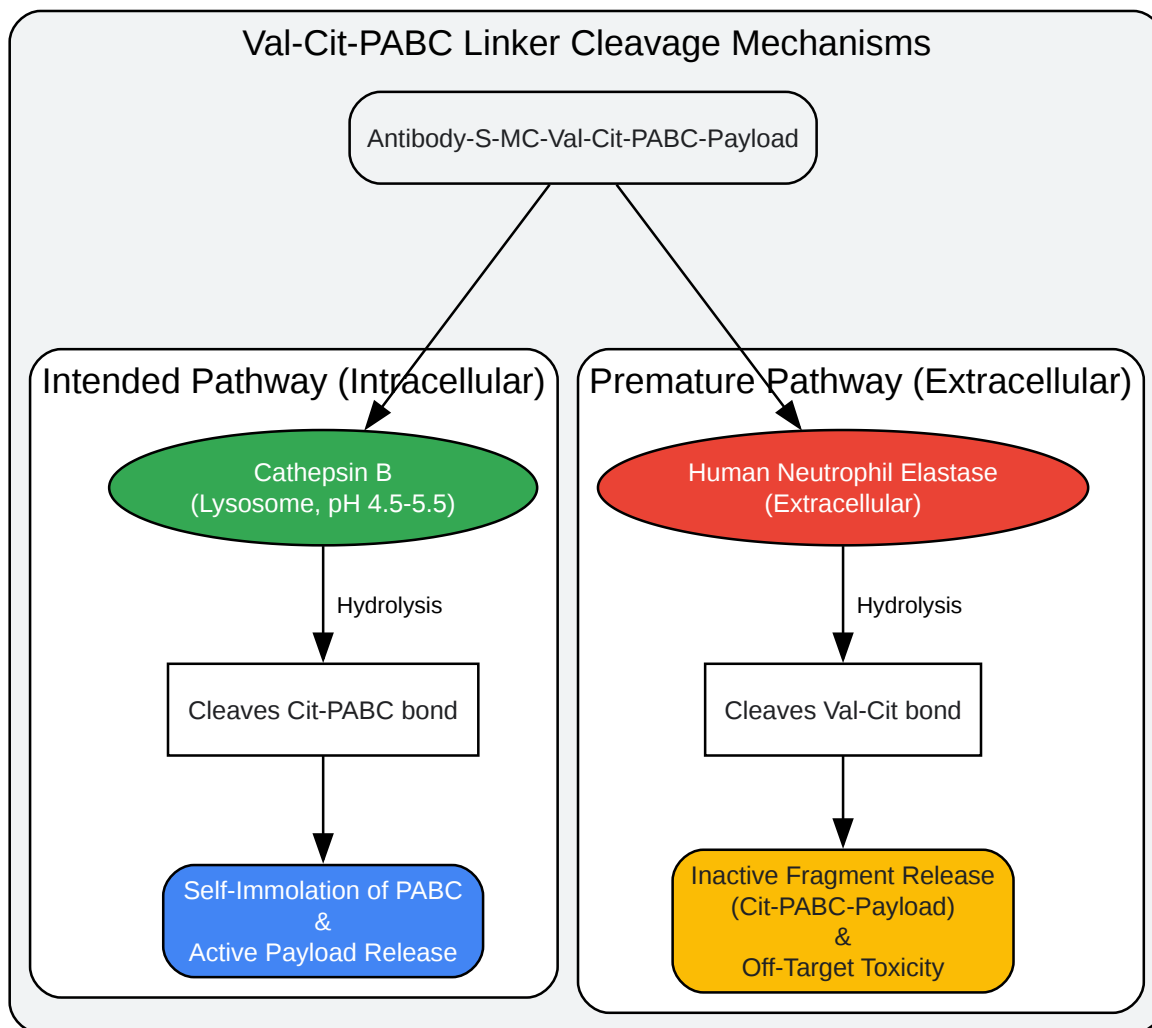 Val-Cit-PABC Linker Cleavage Mechanisms
Antibody-S-MC-Val-Cit-PABC-Payload
Intended Pathway (Intracellular)
Cathepsin B
(Lysosome, pH 4.5-5.5)
Hydrolysis
Cleaves Cit-PABC bond
Self-Immolation of PABC
&
Active Payload Release
Premature Pathway (Extracellular)
Human Neutrophil Elastase
(Extracellular)
Hydrolysis
Cleaves Val-Cit bond
Inactive Fragment Release
(Cit-PABC-Payload)
&
Off-Target Toxicity